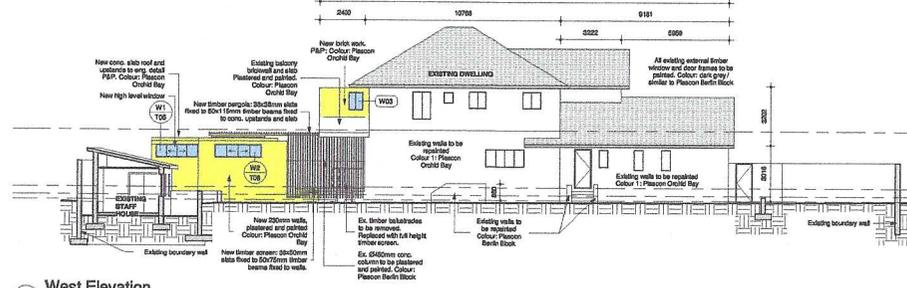 2400
10768
9181
3222
5959
New brick work.
P&P: Colour: Plascon
Orchid Bay
New conc. slab roof and
upstands to eng. detail
P&P. Colour: Plascon
Orchid Bay
New high level window
Existing balcony
brickwall and slab
Plastered and painted.
Colour: Plascon
Orchid Bay
New timber pergola: 38x38mm slats
fixed to 50x115mm timber beams fixed
to conc. upstands and slab
EXISTING DWELLING
All existing external timber
window and door frames to be
painted. Colour: dark grey /
similar to Plascon Berlin Block
W1
T06
W03
W2
T06
Existing walls to be
repainted
Colour 1: Plascon
Orchid Bay
Existing walls to be repainted
Colour 1: Plascon Orchid Bay
EXISTING
STAFF
HOUSE
Existing boundary wall
New 230mm walls,
plastered and painted
Colour: Plascon Orchid
Bay
New timber screen: 38x50mm
slats fixed to 50x75mm timber
beams fixed to walls.
Ex. timber balustrades
to be removed.
Replaced with full height
timber screen.
Ex. Ø450mm conc.
column to be plastered
and painted. Colour:
Plascon Berlin Block
Existing walls to
be repainted
Colour: Plascon
Berlin Block
Existing boundary wall
West Elevation